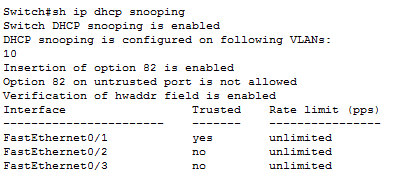 Switch#sh ip dhcp snooping
Switch DHCP snooping is enabled
DHCP snooping is configured on following VLANs:
10
Insertion of option 82 is enabled
Option 82 on untrusted port is not allowed
Verification of hwaddr field is enabled
Interface                  Trusted    Rate limit (pps)
-----------------------    -------    ----------------
FastEthernet0/1            yes        unlimited
FastEthernet0/2            no         unlimited
FastEthernet0/3            no         unlimited